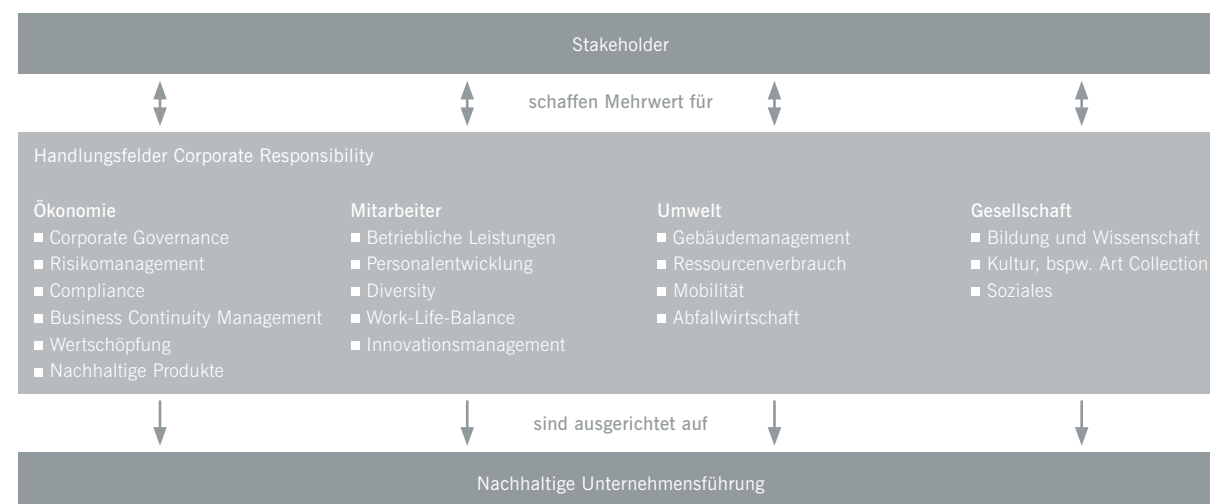 Stakeholder
schaffen Mehrwert für
Handlungsfelder Corporate Responsibility
Ökonomie
■ Corporate Governance
■ Risikomanagement
■ Compliance
■ Business Continuity Management
■ Wertschöpfung
■ Nachhaltige Produkte
Mitarbeiter
■ Betriebliche Leistungen
■ Personalentwicklung
■ Diversity
■ Work-Life-Balance
■ Innovationsmanagement
Umwelt
■ Gebäudemanagement
■ Ressourcenverbrauch
■ Mobilität
■ Abfallwirtschaft
Gesellschaft
■ Bildung und Wissenschaft
■ Kultur, bspw. Art Collection
■ Soziales
sind ausgerichtet auf
Nachhaltige Unternehmensführung